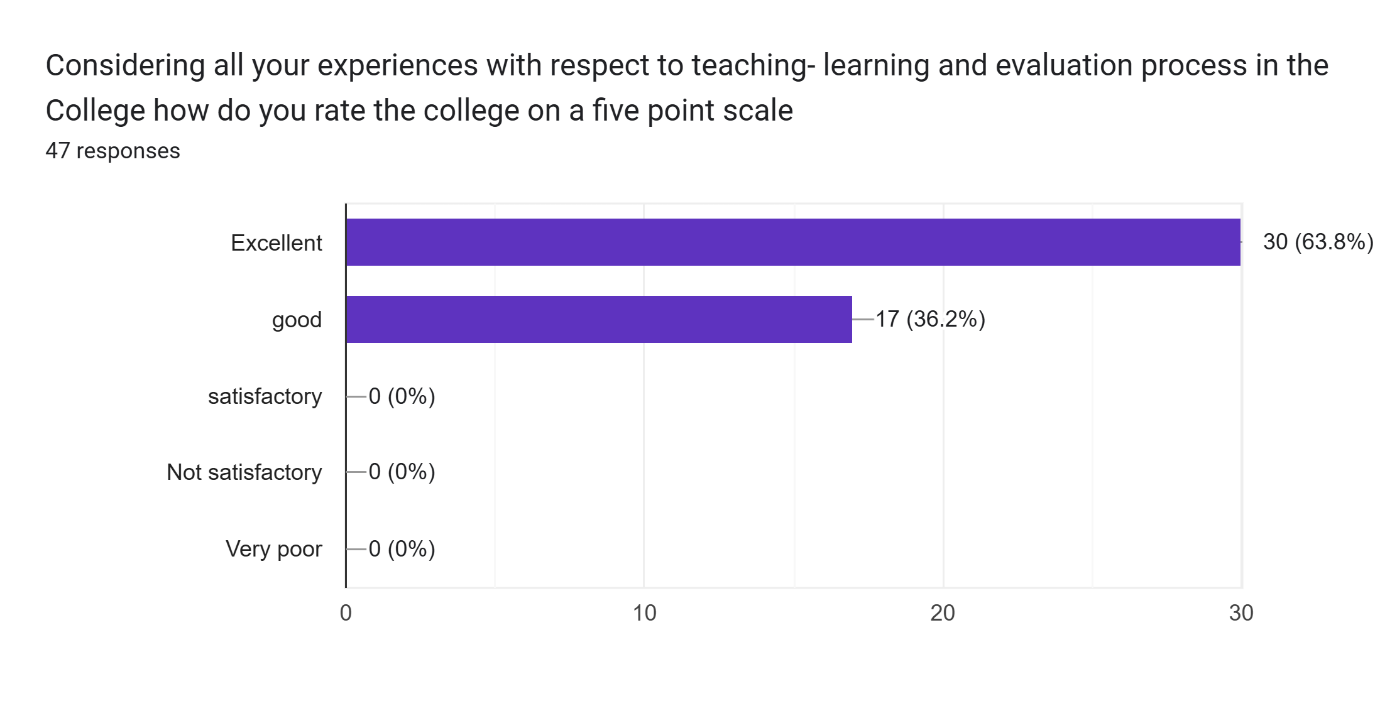 Considering all your experiences with respect to teaching- learning and evaluation process in the
College how do you rate the college on a five point scale
47 responses
Excellent
30 (63.8%)
good
17 (36.2%)
satisfactory
0 (0%)
Not satisfactory
0 (0%)
Very poor
0 (0%)
0
10
20
30